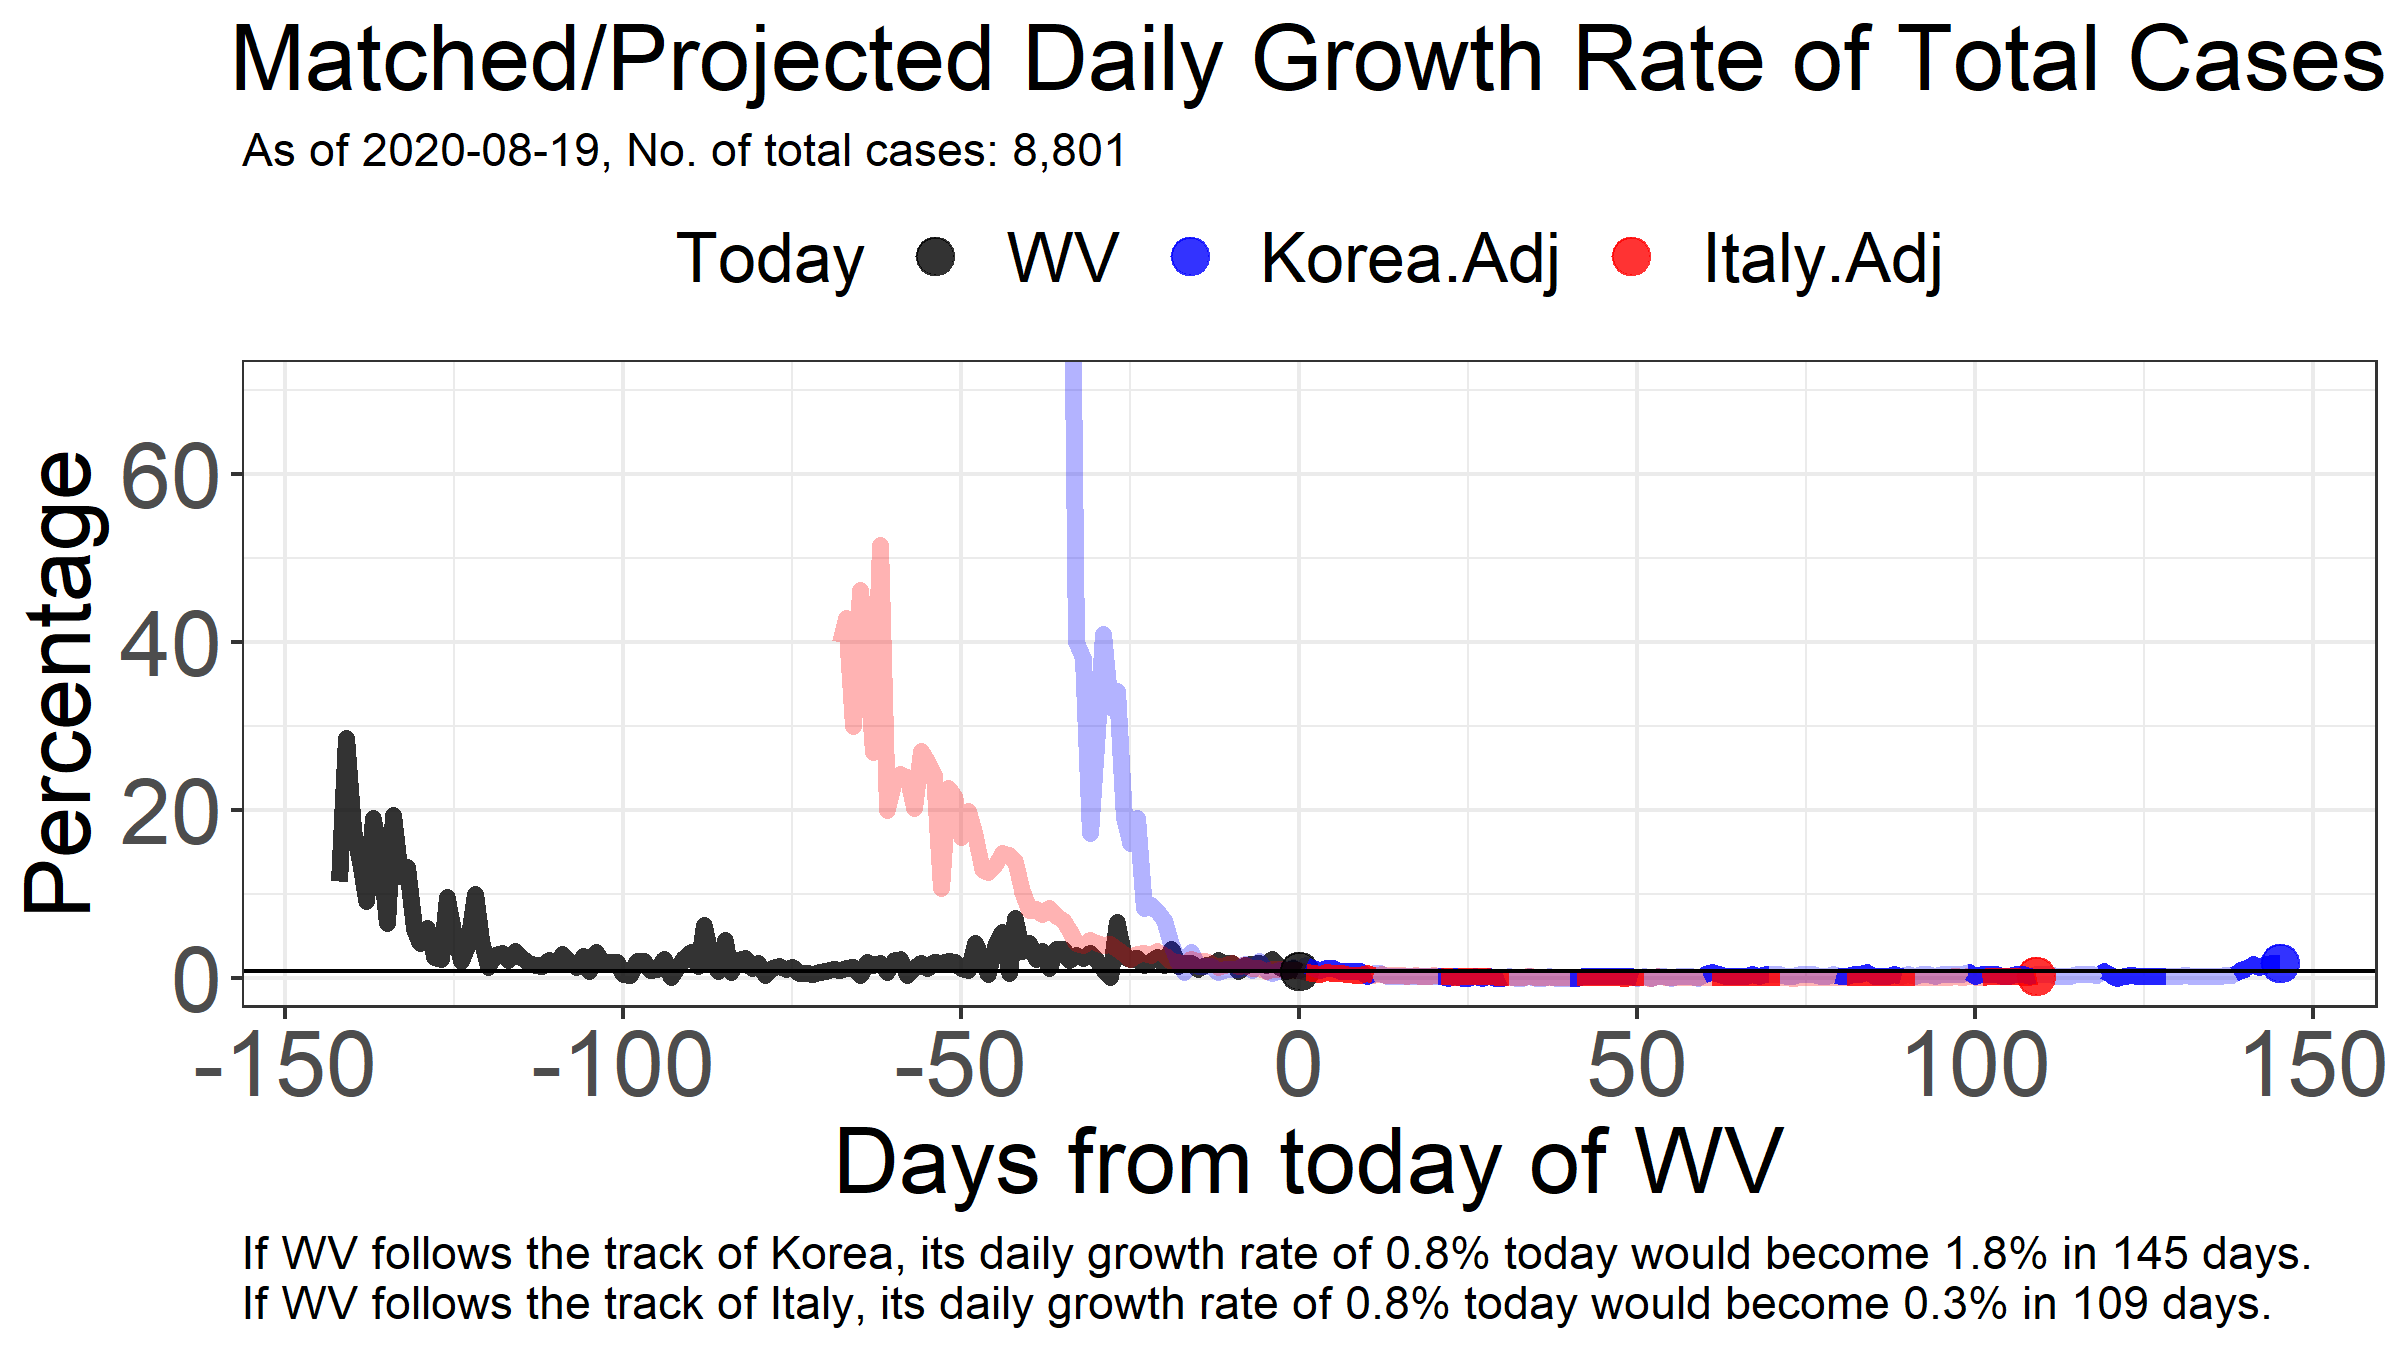 Matched/Projected Daily Growth Rate of Total Cases
As of 2020-08-19, No. of total cases: 8,801
Today WV Korea.Adj Italy.Adj
Percentage
60
40
20
0
-150 -100 -50 0 50 100 150
Days from today of WV
If WV follows the track of Korea, its daily growth rate of 0.8% today would become 1.8% in 145 days.
If WV follows the track of Italy, its daily growth rate of 0.8% today would become 0.3% in 109 days.